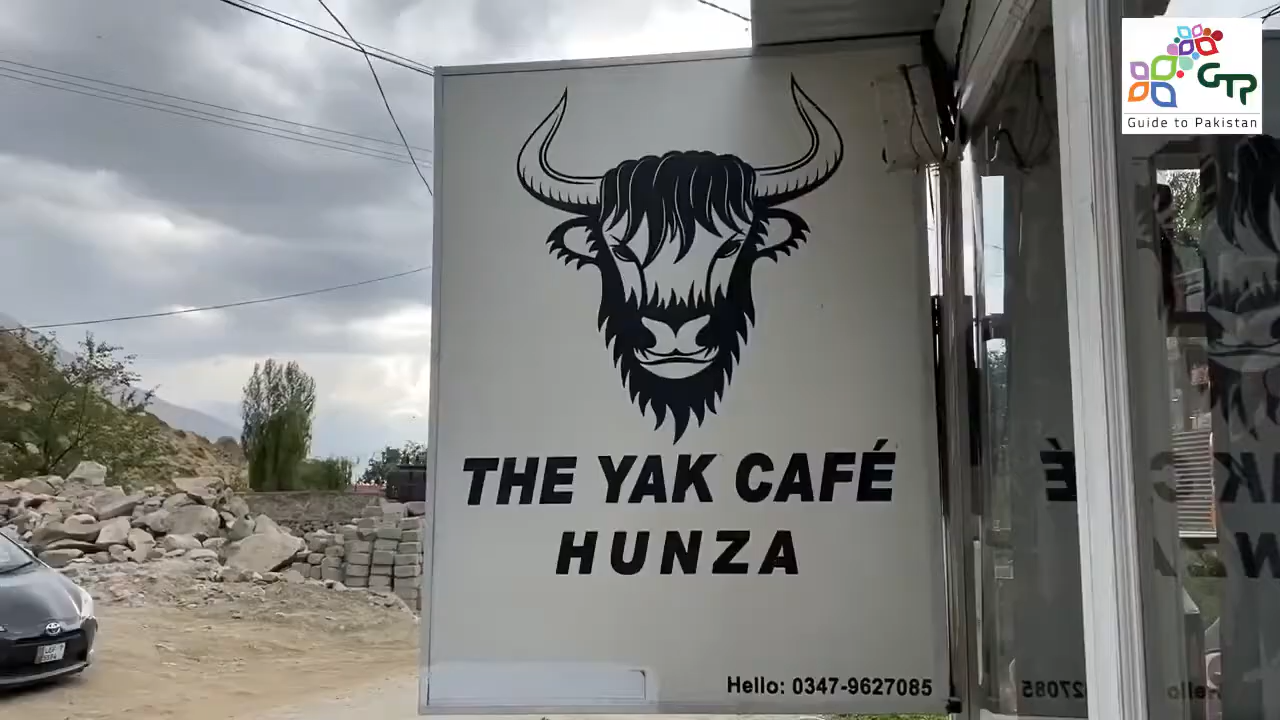 GTP
Guide to Pakistan
THE YAK CAFÉ
HUNZA
Hello: 0347-9627085